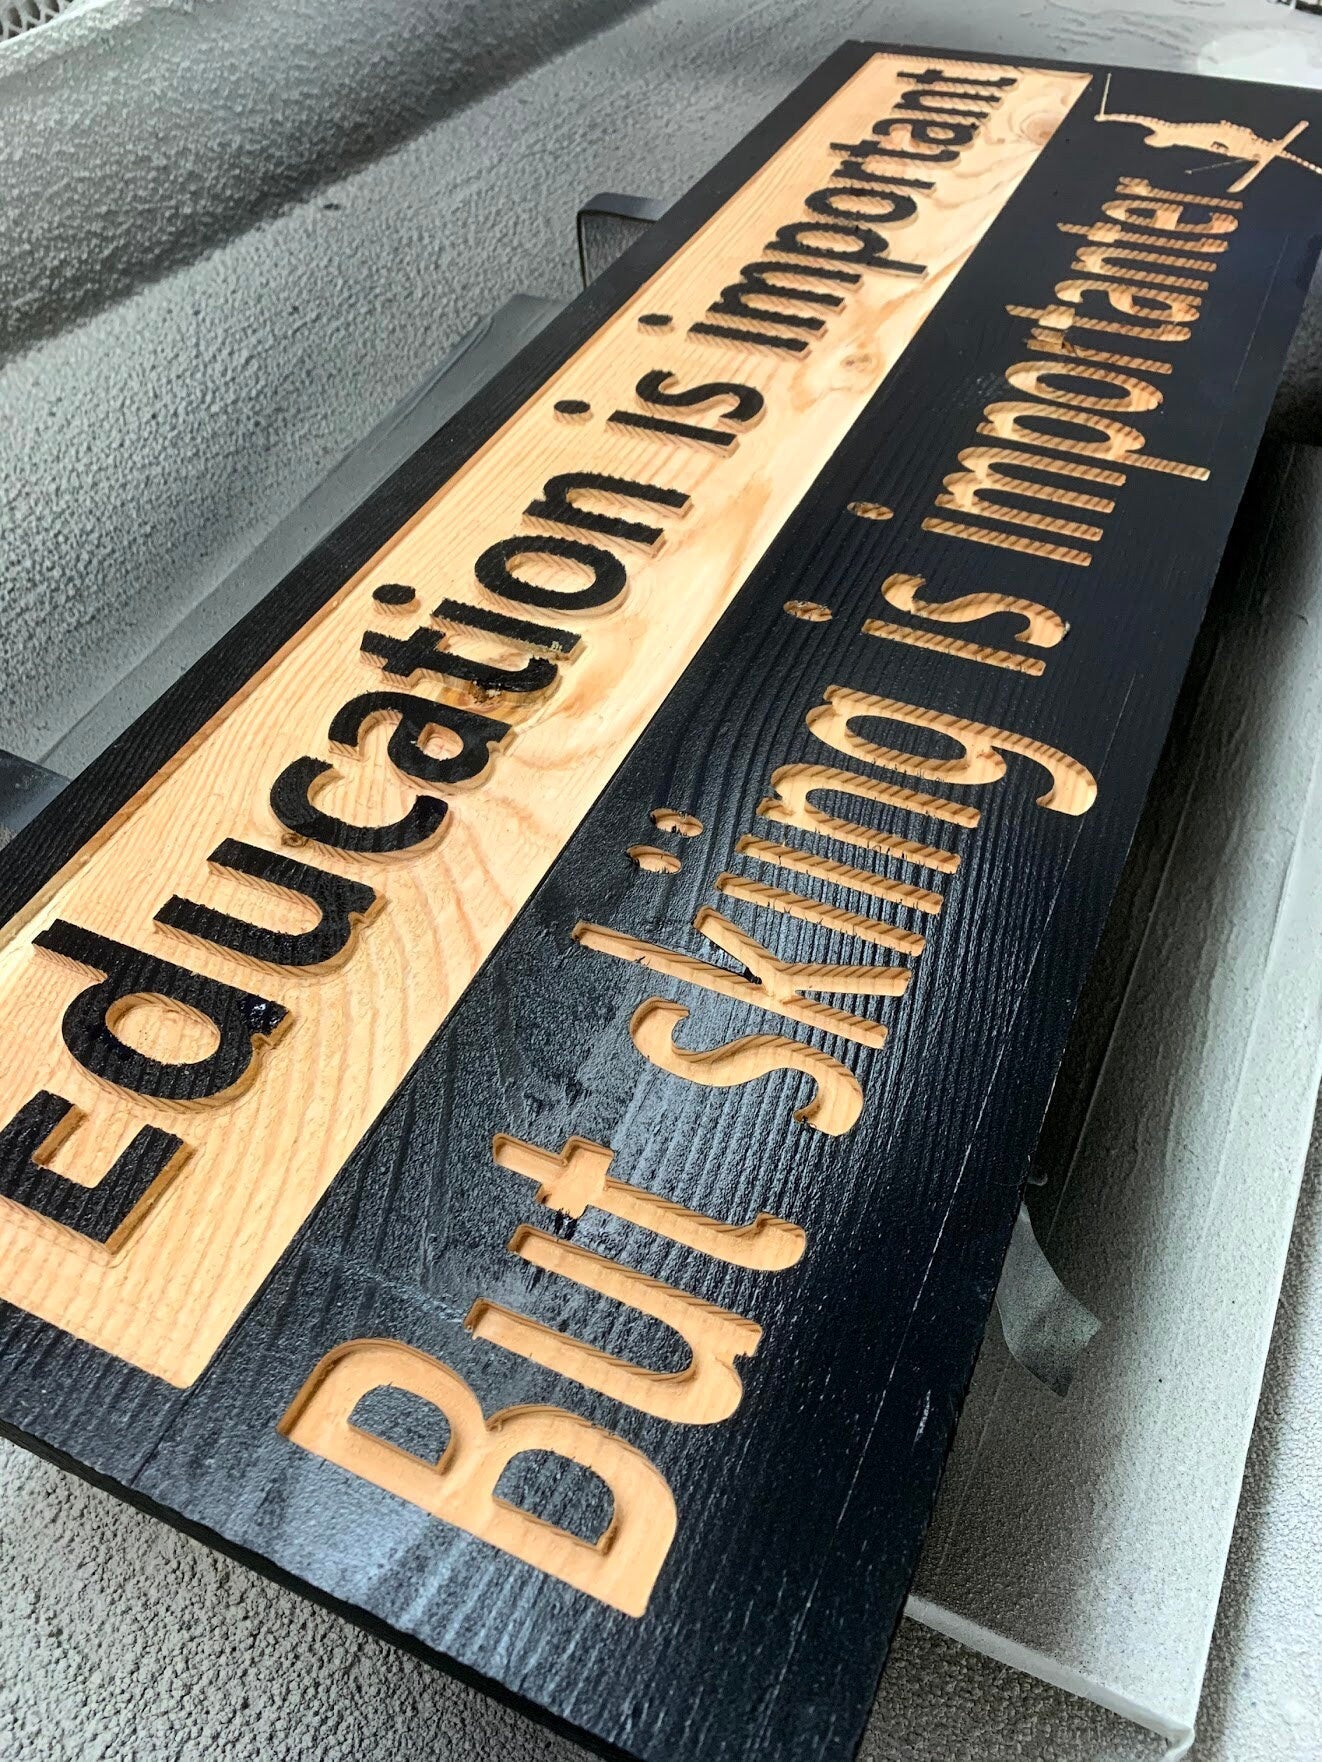 Education is important
But skiing is importanter